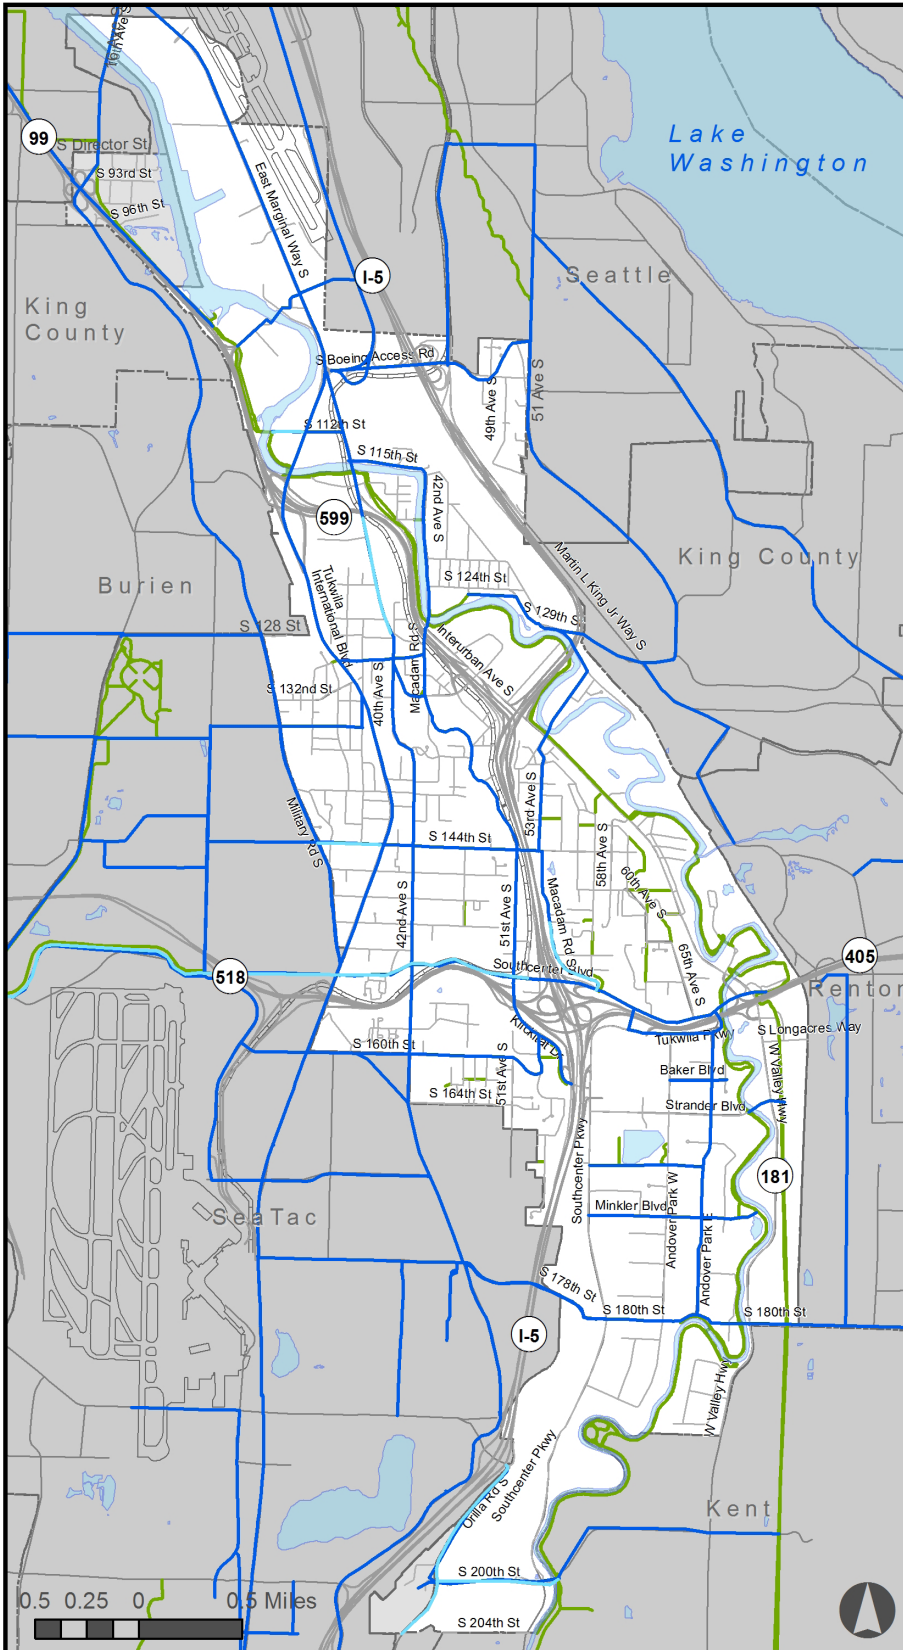 10th Ave S
99
S Director St
S 93rd St
S 96th St
East Marginal Way S
Lake
Washington
I-5
Seattle
King
County
S Boeing Access Rd
49th Ave S
51 Ave S
S 112th St
S 115th St
42nd Ave S
599
Martin L King Jr Way S
King County
Burien
S 124th St
Tukwila
International Blvd
S 128 St
S 129th St
Interurban Ave S
Macadam Rd S
40th Ave S
S 132nd St
53rd Ave S
Military Rd S
S 144th St
58th Ave S
60th Ave S
42nd Ave S
51st Ave S
Macadam Rd S
65th Ave S
405
518
Southcenter Blvd
Renton
Klickitat Dr
S Longacres Way
Tukwila Pkwy
S 160th St
51st Ave S
W Valley Hwy
Baker Blvd
S 164th St
Strander Blvd
Southcenter Pkwy
181
Andover Park W
Minkler Blvd
SeaTac
Andover Park E
S 178th St
S 180th St
S 180th St
I-5
W Valley Hwy
Southcenter Pkwy
Orilla Rd S
Kent
S 200th St
0.5 0.25 0 0.5 Miles
S 204th St